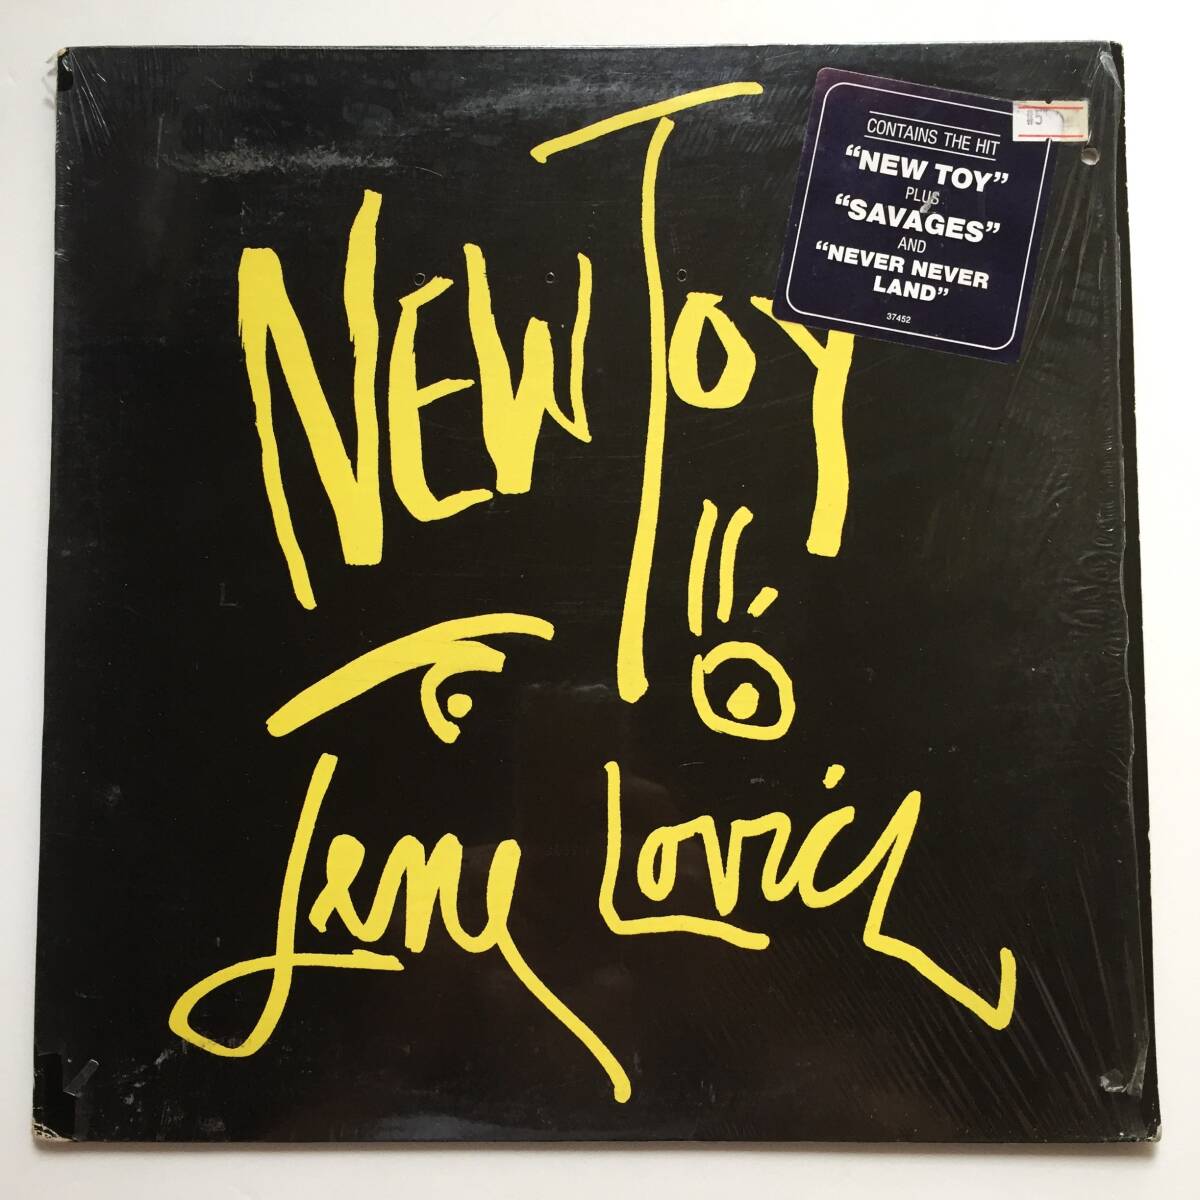 NEW TOY
Lene Lovich
CONTAINS THE HIT
“NEW TOY”
PLUS
“SAVAGES”
AND
“NEVER NEVER
LAND”
37452